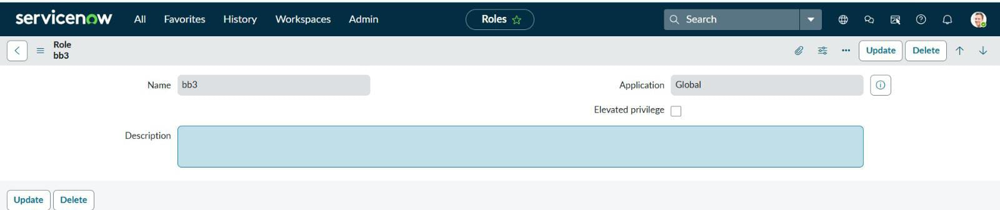 servicenow All Favorites History Workspaces Admin Roles Search
Role
bb3
Update Delete
Name bb3 Application Global
Elevated privilege
Description
Update Delete